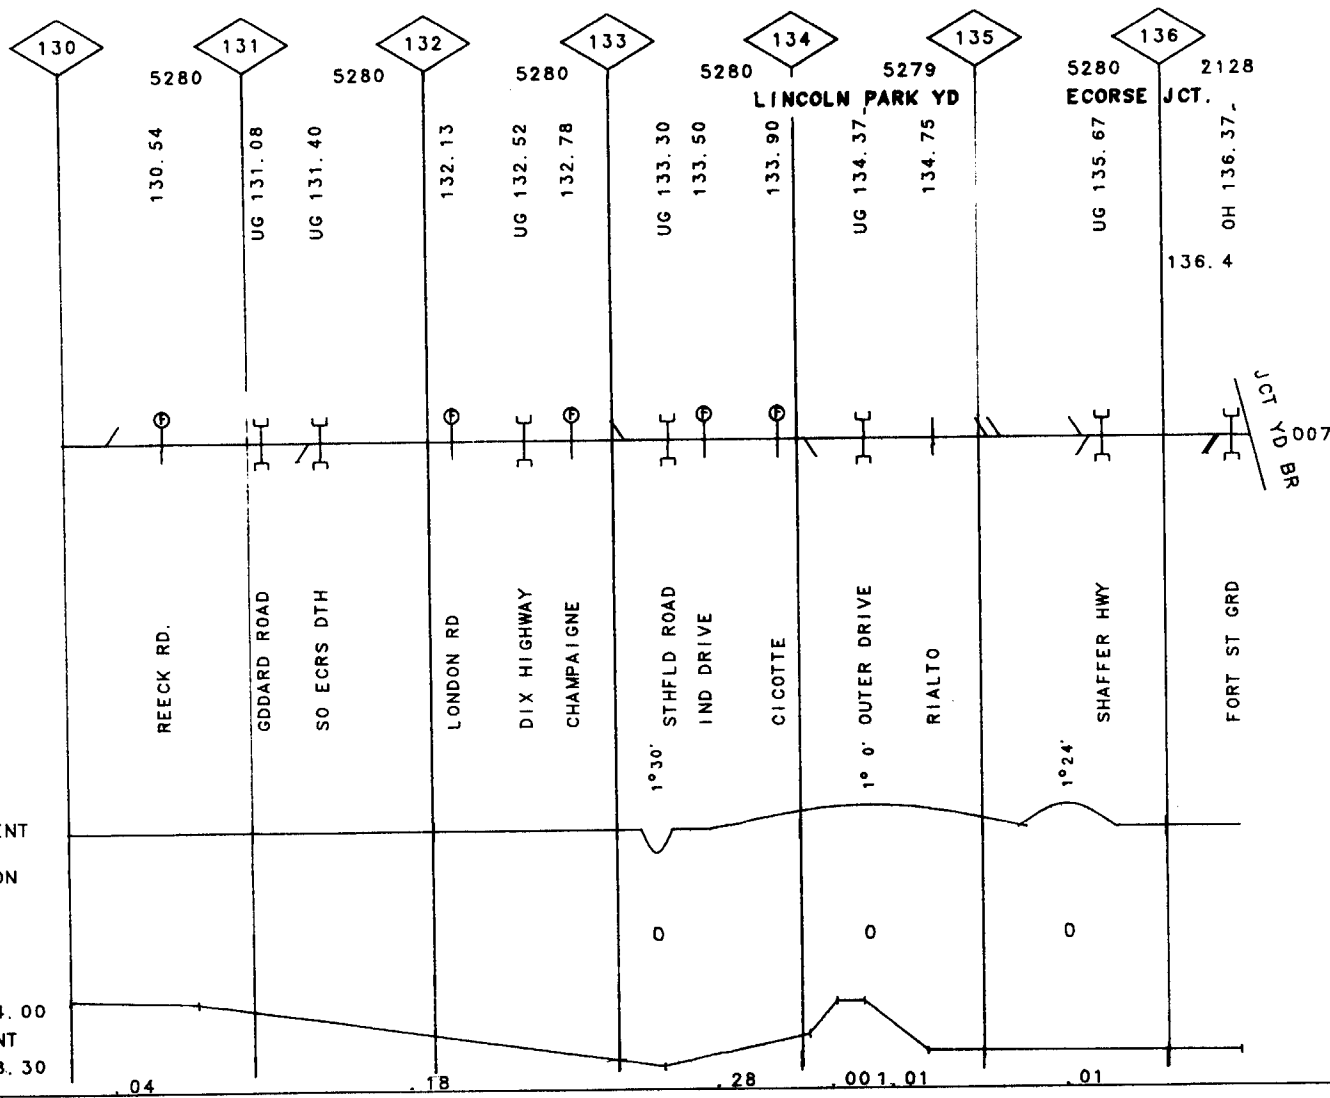 130 131 132 133 134 135 136
5280 5280 5280 5280 5279 5280 2128
LINCOLN PARK YD ECORSE JCT.
130.54
UG 131.08
UG 131.40
132.13
UG 132.52
132.78
UG 133.30
133.50
133.90
UG 134.37
134.75
UG 135.67
OH 136.37
136.4
F F F F F
JCT YD BR
007
REECK RD.
GDDARD ROAD
SO ECRS DTH
LONDON RD
DIX HIGHWAY
CHAMPAIGNE
STHFLD ROAD
IND DRIVE
CICOTTE
OUTER DRIVE
RIALTO
SHAFFER HWY
FORT ST GRD
1°30' 1° 0' 1°24'
ENT
ON
0 0 0
4.00
NT
3.30
.04 .18 .28 .001.01 .01